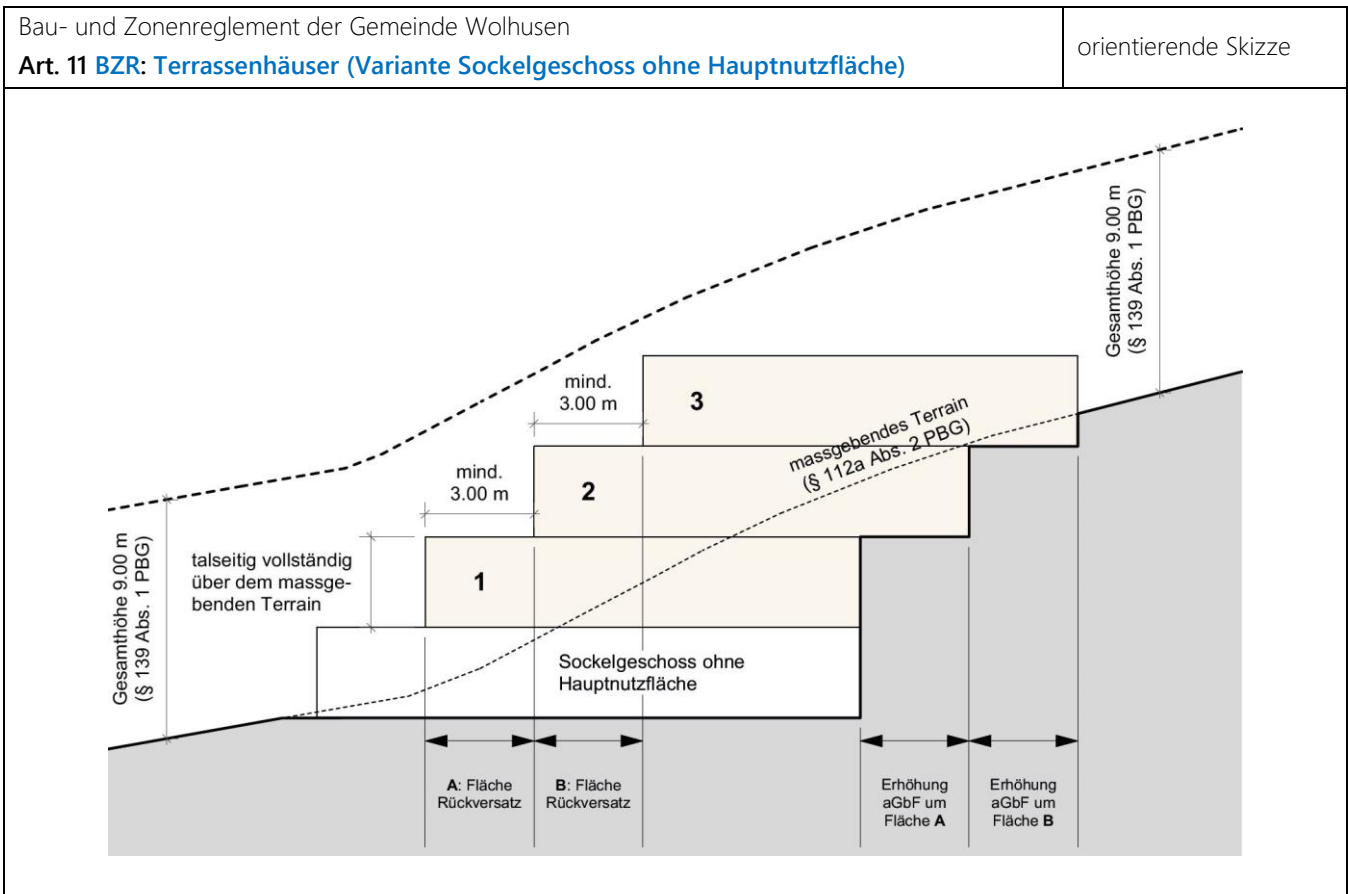 Bau- und Zonenreglement der Gemeinde Wolhusen
Art. 11 BZR: Terrassenhäuser (Variante Sockelgeschoss ohne Hauptnutzfläche)
orientierende Skizze
Gesamthöhe 9.00 m
(§ 139 Abs. 1 PBG)
mind.
3.00 m
3
massgebendes Terrain
(§ 112a Abs. 2 PBG)
mind.
3.00 m
2
Gesamthöhe 9.00 m
(§ 139 Abs. 1 PBG)
talseitig vollständig
über dem massge-
benden Terrain
1
Sockelgeschoss ohne
Hauptnutzfläche
A: Fläche
Rückversatz
B: Fläche
Rückversatz
Erhöhung
aGbF um
Fläche A
Erhöhung
aGbF um
Fläche B